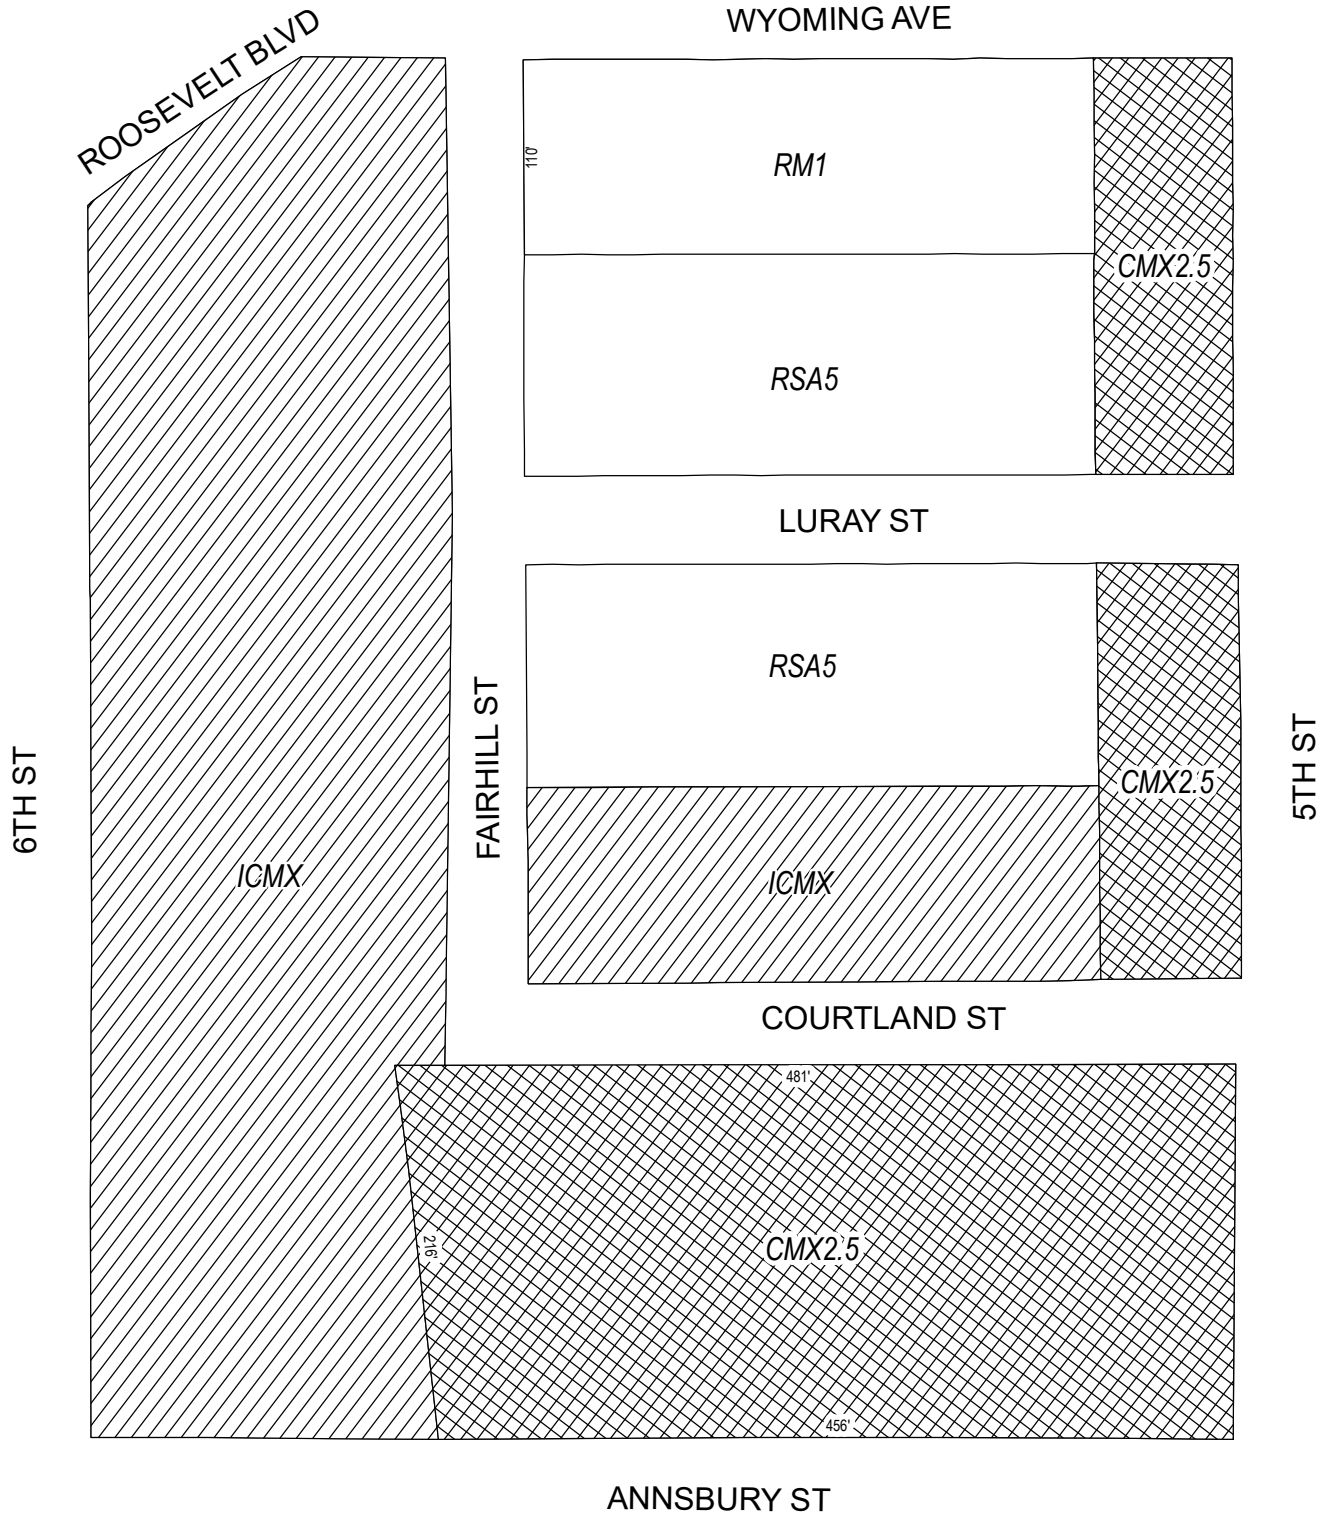 WYOMING AVE
ROOSEVELT BLVD
110'
RM1
CMX2.5
RSA5
LURAY ST
RSA5
FAIRHILL ST
6TH ST
5TH ST
CMX2.5
ICMX
ICMX
COURTLAND ST
481'
216'
CMX2.5
456'
ANNSBURY ST